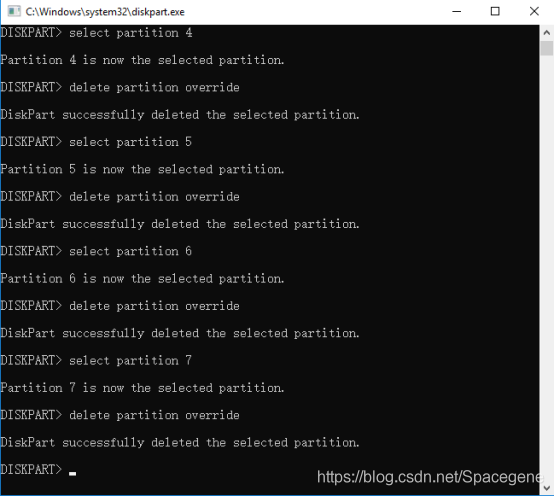 C:\Windows\system32\diskpart.exe
DISKPART> select partition 4
Partition 4 is now the selected partition.
DISKPART> delete partition override
DiskPart successfully deleted the selected partition.
DISKPART> select partition 5
Partition 5 is now the selected partition.
DISKPART> delete partition override
DiskPart successfully deleted the selected partition.
DISKPART> select partition 6
Partition 6 is now the selected partition.
DISKPART> delete partition override
DiskPart successfully deleted the selected partition.
DISKPART> select partition 7
Partition 7 is now the selected partition.
DISKPART> delete partition override
DiskPart successfully deleted the selected partition.
DISKPART>
https://blog.csdn.net/Spacegene